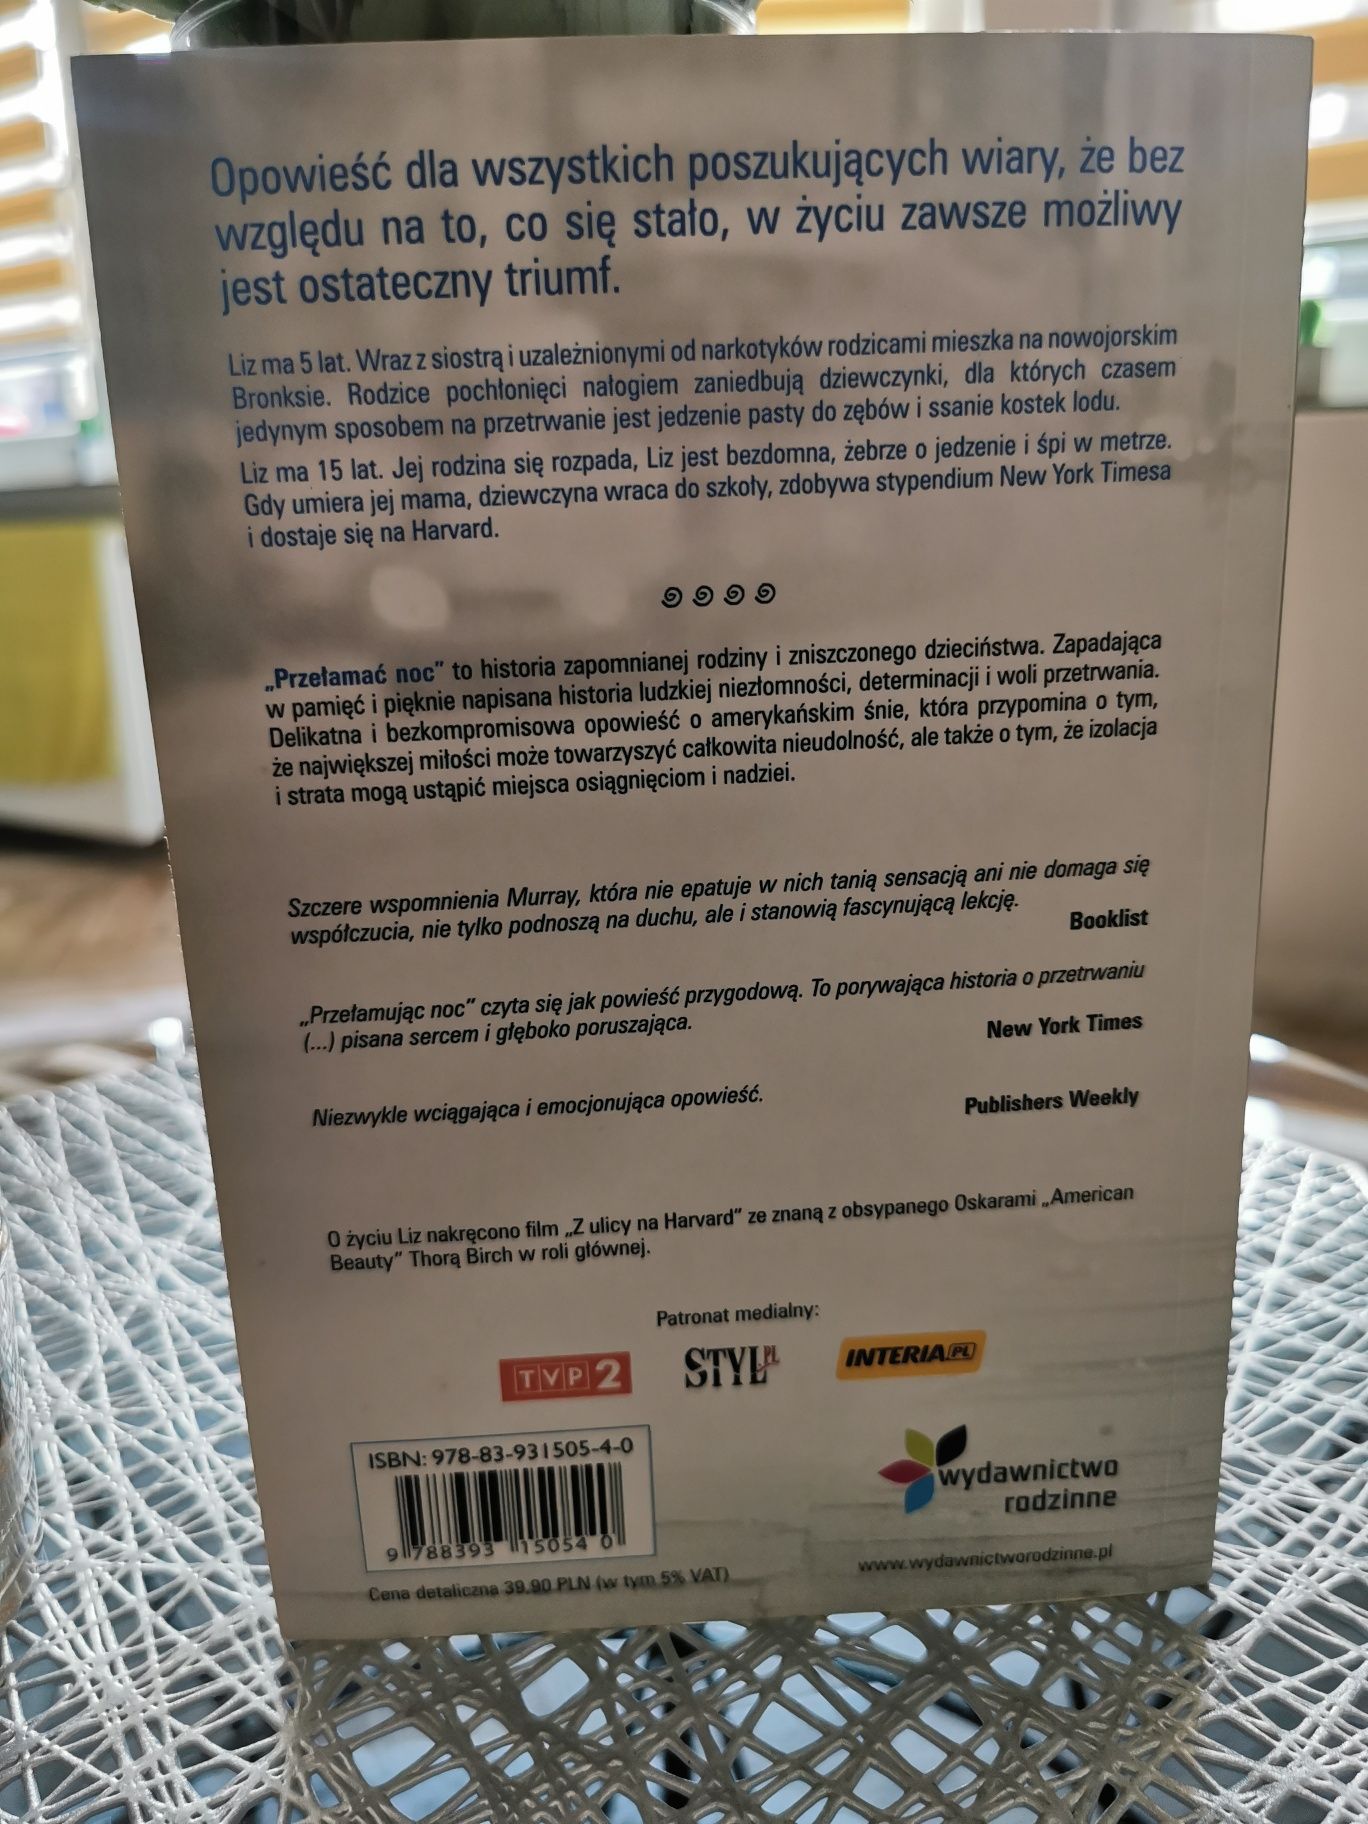 Opowieść dla wszystkich poszukujących wiary, że bez
względu na to, co się stało, w życiu zawsze możliwy
jest ostateczny triumf.
Liz ma 5 lat. Wraz z siostrą i uzależnionymi od narkotyków rodzicami mieszka na nowojorskim
Bronksie. Rodzice pochłonięci nałogiem zaniedbują dziewczynki, dla których czasem
jedynym sposobem na przetrwanie jest jedzenie pasty do zębów i ssanie kostek lodu.
Liz ma 15 lat. Jej rodzina się rozpada, Liz jest bezdomna, żebrze o jedzenie i śpi w metrze.
Gdy umiera jej mama, dziewczyna wraca do szkoły, zdobywa stypendium New York Timesa
i dostaje się na Harvard.
„Przełamać noc” to historia zapomnianej rodziny i zniszczonego dzieciństwa. Zapadająca
w pamięć i pięknie napisana historia ludzkiej niezłomności, determinacji i woli przetrwania.
Delikatna i bezkompromisowa opowieść o amerykańskim śnie, która przypomina o tym,
że największej miłości może towarzyszyć całkowita nieudolność, ale także o tym, że izolacja
i strata mogą ustąpić miejsca osiągnięciom i nadziei.
Szczere wspomnienia Murray, która nie epatuje w nich tanią sensacją ani nie domaga się
współczucia, nie tylko podnoszą na duchu, ale i stanowią fascynującą lekcję.
Booklist
„Przełamując noc” czyta się jak powieść przygodową. To porywająca historia o przetrwaniu
(...) pisana sercem i głęboko poruszająca.
New York Times
Niezwykle wciągająca i emocjonująca opowieść.
Publishers Weekly
O życiu Liz nakręcono film „Z ulicy na Harvard” ze znaną z obsypanego Oskarami „American
Beauty” Thorą Birch w roli głównej.
Patronat medialny:
TVP 2
STYL.PL
INTERIA.PL
ISBN: 978-83-931505-4-0
9 788393 150540
wydawnictwo
rodzinne
Cena detaliczna 39.90 PLN (w tym 5% VAT)
www.wydawnictworodzinne.pl